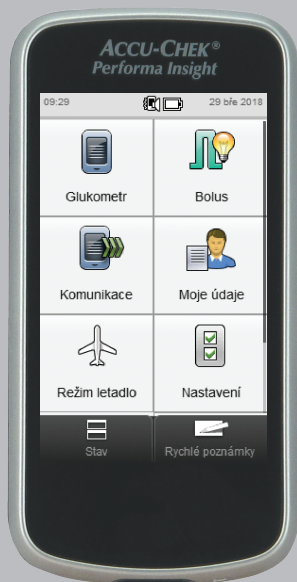 ACCU-CHEK®
Performa Insight
09:29 29 bře 2018
Glukometr Bolus
Komunikace Moje údaje
Režim letadlo Nastavení
Stav Rychlé poznámky